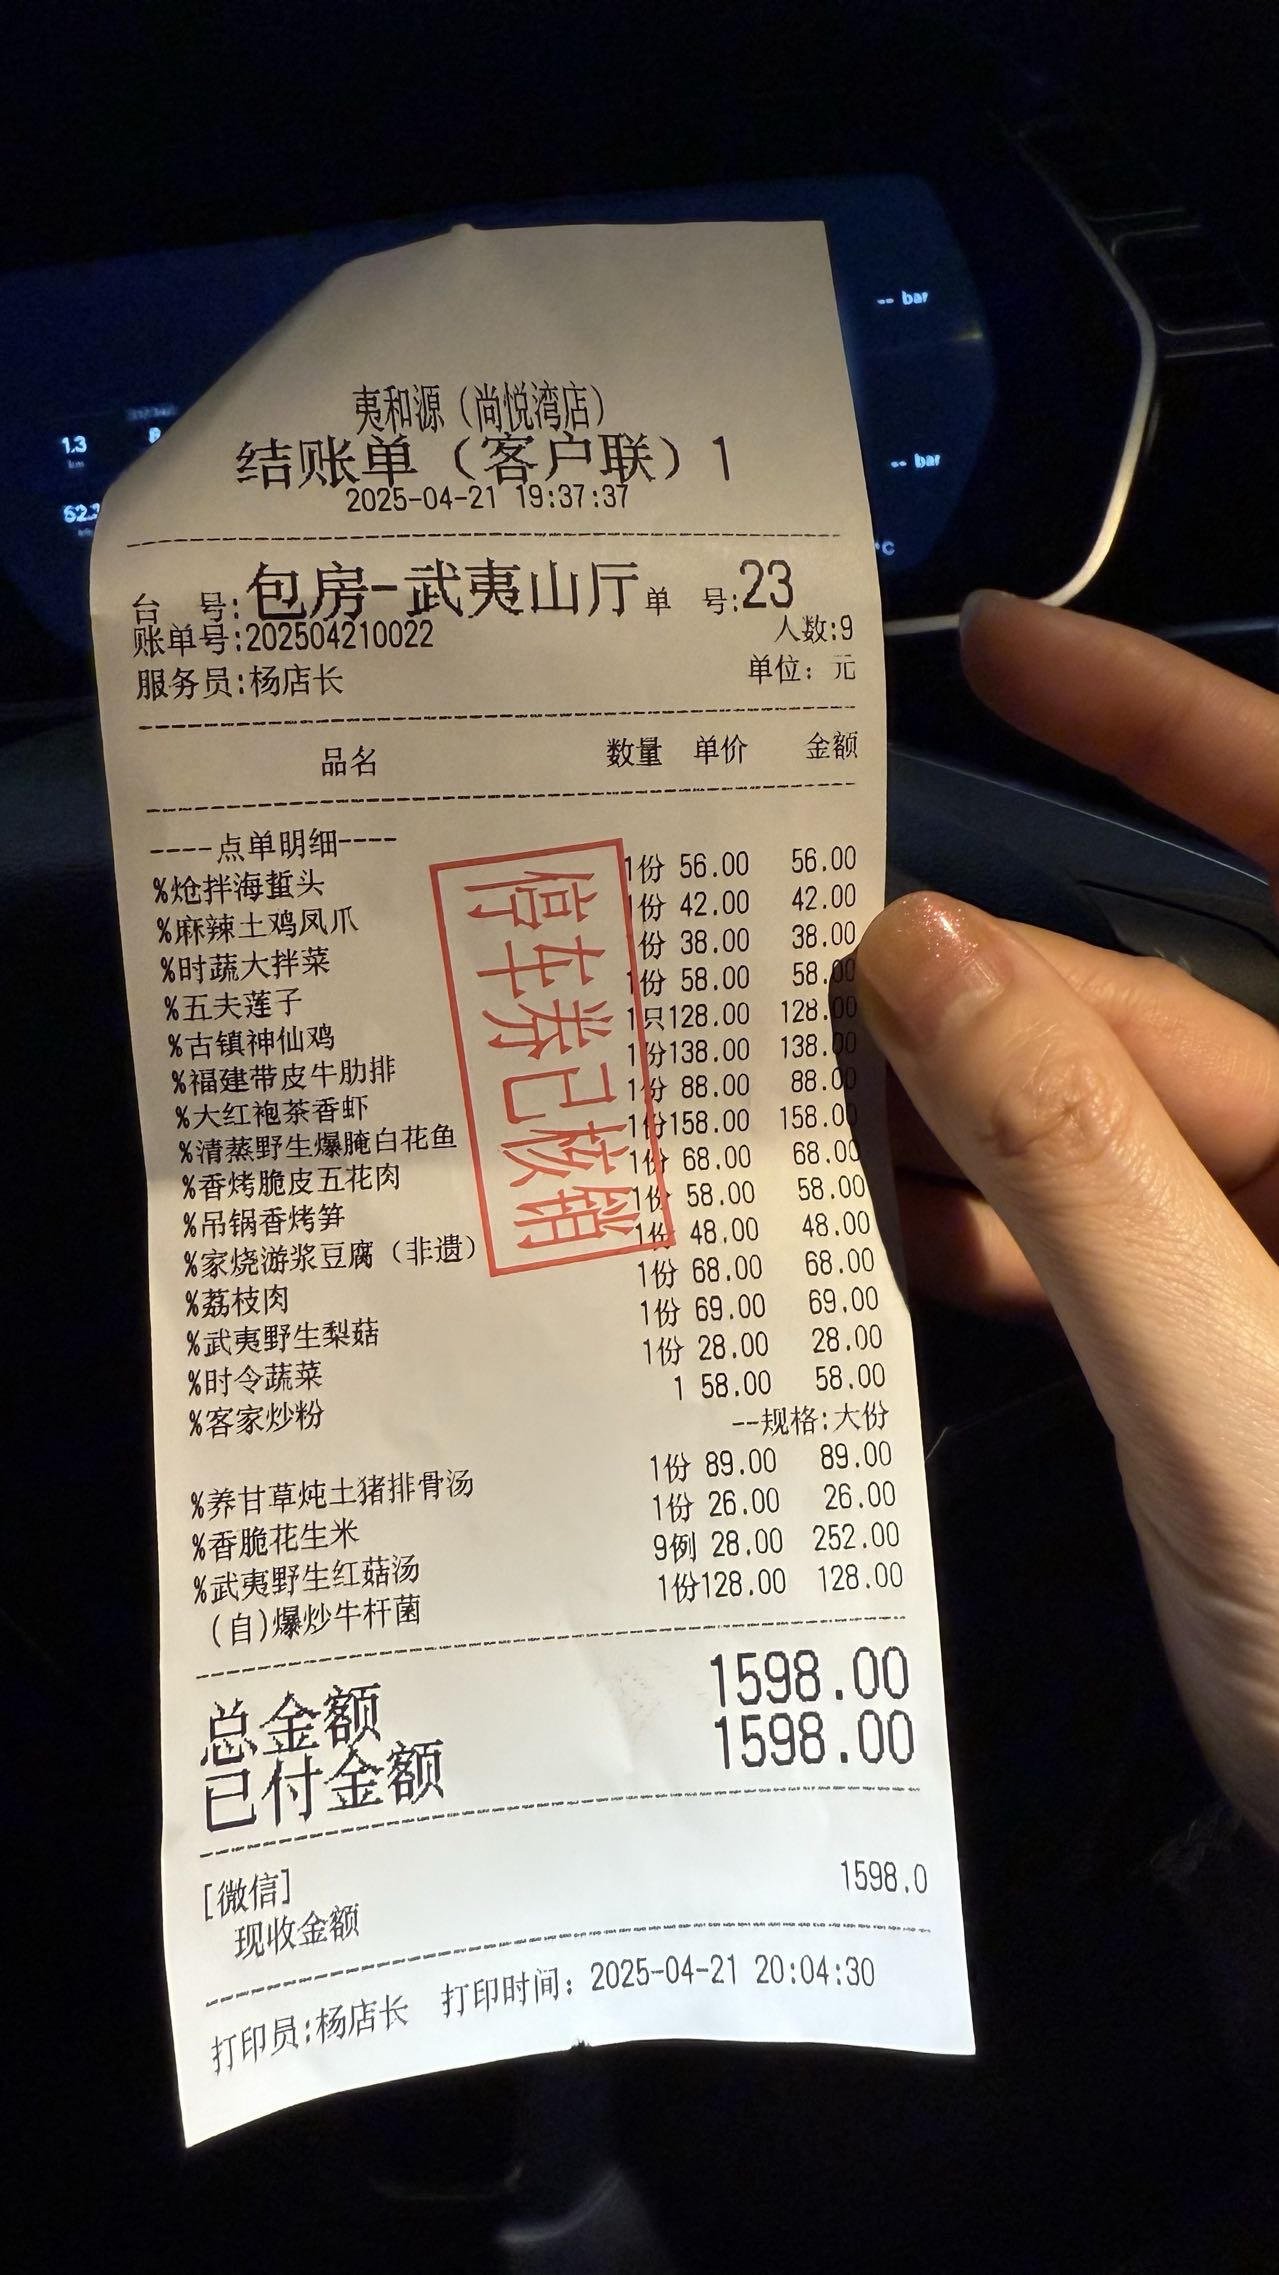 夷和源（尚悦湾店）
结账单（客户联）1
2025-04-21 19:37:37
台 号:包房-武夷山厅 单 号:23
账单号:202504210022 人数:9
服务员:杨店长 单位：元
品名 数量 单价 金额
----点单明细----
%炝拌海蜇头 1份 56.00 56.00
%麻辣土鸡凤爪 1份 42.00 42.00
%时蔬大拌菜 1份 38.00 38.00
%五夫莲子 1份 58.00 58.00
%古镇神仙鸡 1只128.00 128.00
%福建带皮牛肋排 1份138.00 138.00
%大红袍茶香虾 1份 88.00 88.00
%清蒸野生爆腌白花鱼 1份158.00 158.00
%香烤脆皮五花肉 1份 68.00 68.00
%吊锅香烤笋 1份 58.00 58.00
%家烧游浆豆腐（非遗） 1份 48.00 48.00
%荔枝肉 1份 68.00 68.00
%武夷野生梨菇 1份 69.00 69.00
%时令蔬菜 1份 28.00 28.00
%客家炒粉 1 58.00 58.00
--规格:大份
%养甘草炖土猪排骨汤 1份 89.00 89.00
%香脆花生米 1份 26.00 26.00
%武夷野生红菇汤 9例 28.00 252.00
(自)爆炒牛杆菌 1份128.00 128.00
停车券已核销
总金额 1598.00
已付金额 1598.00
[微信] 1598.0
现收金额
打印员:杨店长 打印时间：2025-04-21 20:04:30
-- bar
-- bar
1.3
km
°C